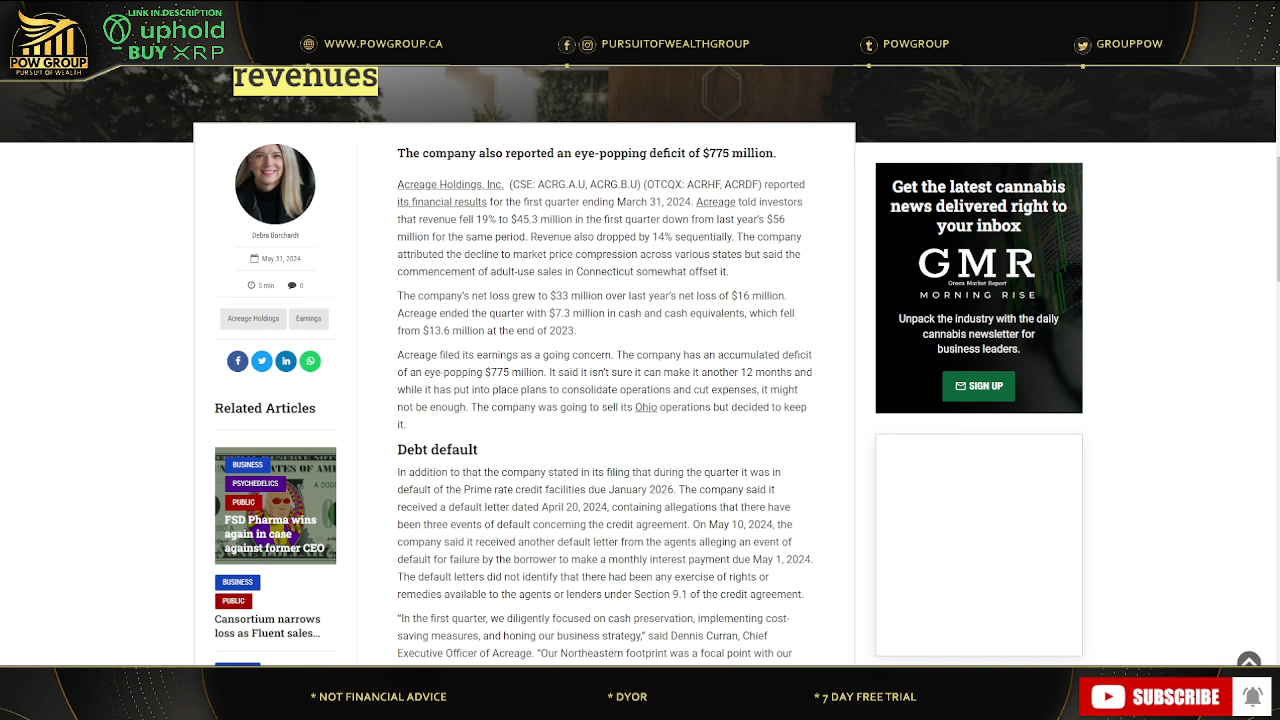 LINK IN DESCRIPTION
uphold
BUY XRP
POW GROUP
PURSUIT OF WEALTH
WWW.POWGROUP.CA
PURSUITOFWEALTHGROUP
POWGROUP
GROUPPOW
revenues
Debra Borchardt
May 31, 2024
5 min
0
Acreage Holdings
Earnings
Related Articles
BUSINESS
PSYCHEDELICS
PUBLIC
FSD Pharma wins
again in case
against former CEO
BUSINESS
PUBLIC
Cansortium narrows
loss as Fluent sales...
The company also reported an eye-popping deficit of $775 million.
Acreage Holdings, Inc. (CSE: ACRG.A.U, ACRG.B.U) (OTCQX: ACRHF, ACRDF) reported
its financial results for the first quarter ending March 31, 2024. Acreage told investors
that revenue fell 19% to $45.3 million in the first quarter down from last year's $56
million for the same period. Revenue also dropped by 14% sequentially. The company
attributed the decline to market price compression across various states but said the
commencement of adult-use sales in Connecticut somewhat offset it.
The company's net loss grew to $33 million over last year's net loss of $16 million.
Acreage ended the quarter with $7.3 million in cash and cash equivalents, which fell
from $13.6 million at the end of 2023.
Acreage filed its earnings as a going concern. The company has an accumulated deficit
of an eye-popping $775 million. It said it isn't sure it can make it another 12 months and
while it has put into place plans to consolidate operations and cut expenses, it might
not be enough. The company was going to sell its Ohio operations but decided to keep
it.
Debt default
In addition to that the company stated in its filing that during the quarter it was in
default of the Prime rate credit facilities due January 2026. The company said it
received a default letter dated April 20, 2024, containing allegations that there have
been three events of default concerning the credit agreement. On May 10, 2024, the
company said it received another default letter from the agents alleging an event of
default for failure by the borrower to make a monthly interest payment due May 1, 2024.
The default letters did not identify that there had been any exercise of rights or
remedies available to the agents or lenders under Section 9.1 of the credit agreement.
"In the first quarter, we diligently focused on cash preservation, implementing cost-
saving measures, and honing our business strategy," said Dennis Curran, Chief
Executive Officer of Acreage. "Our Northeastern footprint was a focal point with our
Get the latest cannabis
news delivered right to
your inbox
GMR
Green Market Report
MORNING RISE
Unpack the industry with the daily
cannabis newsletter for
business leaders.
SIGN UP
* NOT FINANCIAL ADVICE
* DYOR
* 7 DAY FREE TRIAL
SUBSCRIBE